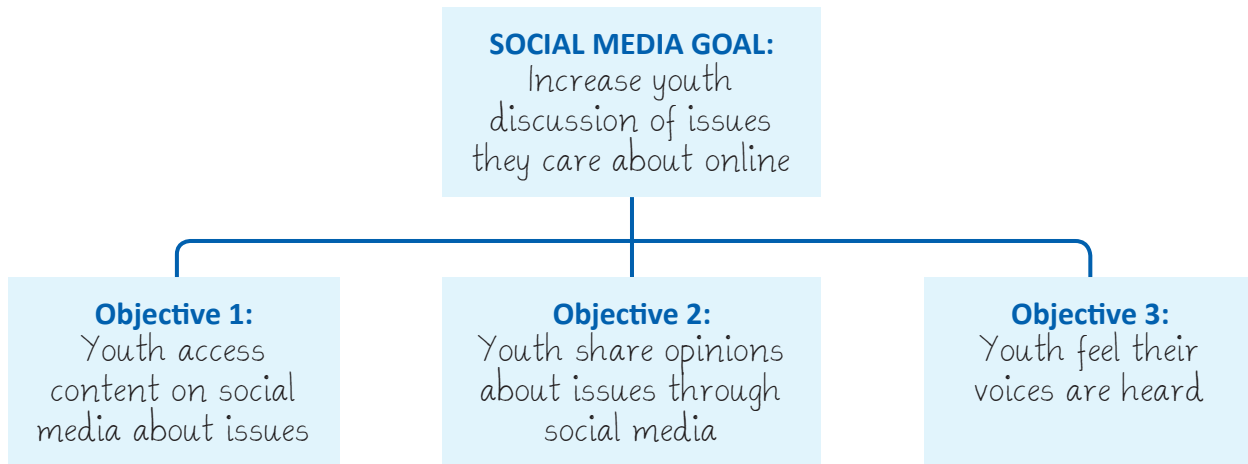 SOCIAL MEDIA GOAL:
Increase youth
discussion of issues
they care about online
Objective 1:
Youth access
content on social
media about issues
Objective 2:
Youth share opinions
about issues through
social media
Objective 3:
Youth feel their
voices are heard